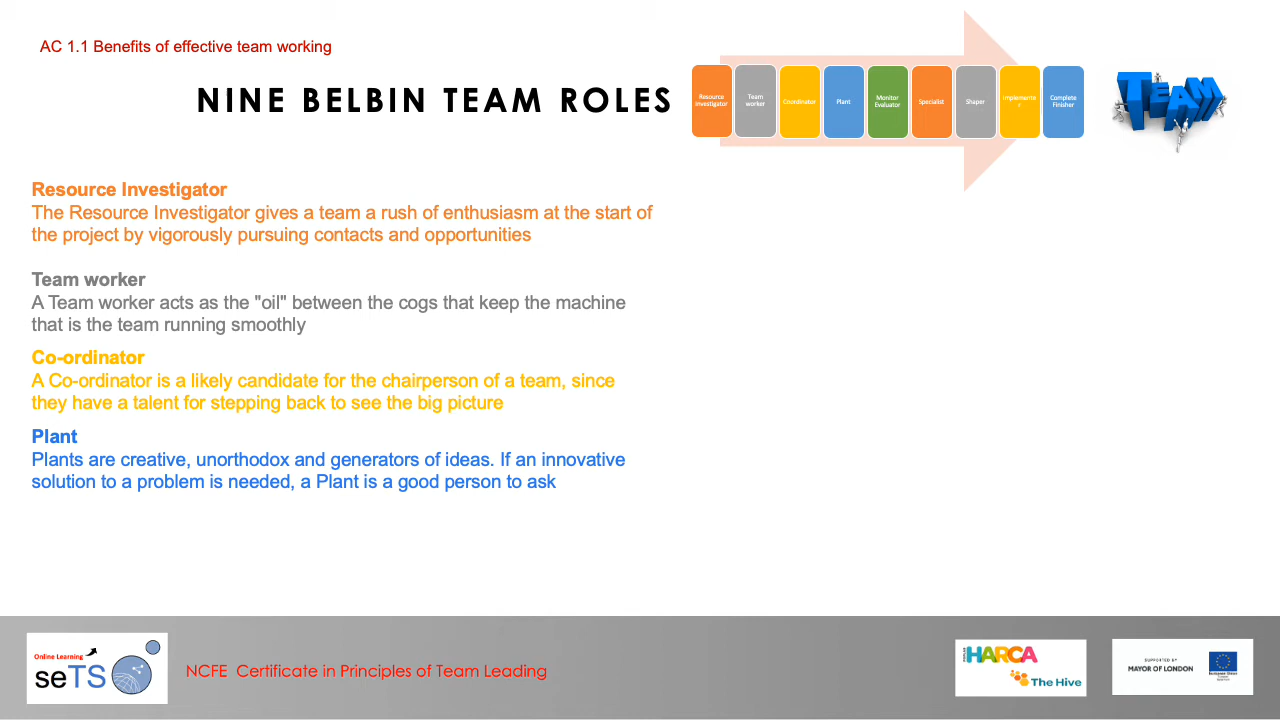 AC 1.1 Benefits of effective team working
NINE BELBIN TEAM ROLES
Resource Investigator
Team worker
Coordinator
Plant
Monitor Evaluator
Specialist
Shaper
Implemente r
Complete Finisher
TEAM
Resource Investigator
The Resource Investigator gives a team a rush of enthusiasm at the start of
the project by vigorously pursuing contacts and opportunities
Team worker
A Team worker acts as the "oil" between the cogs that keep the machine
that is the team running smoothly
Co-ordinator
A Co-ordinator is a likely candidate for the chairperson of a team, since
they have a talent for stepping back to see the big picture
Plant
Plants are creative, unorthodox and generators of ideas. If an innovative
solution to a problem is needed, a Plant is a good person to ask
Online Learning
seTS
NCFE Certificate in Principles of Team Leading
HARCA
The Hive
SUPPORTED BY
MAYOR OF LONDON